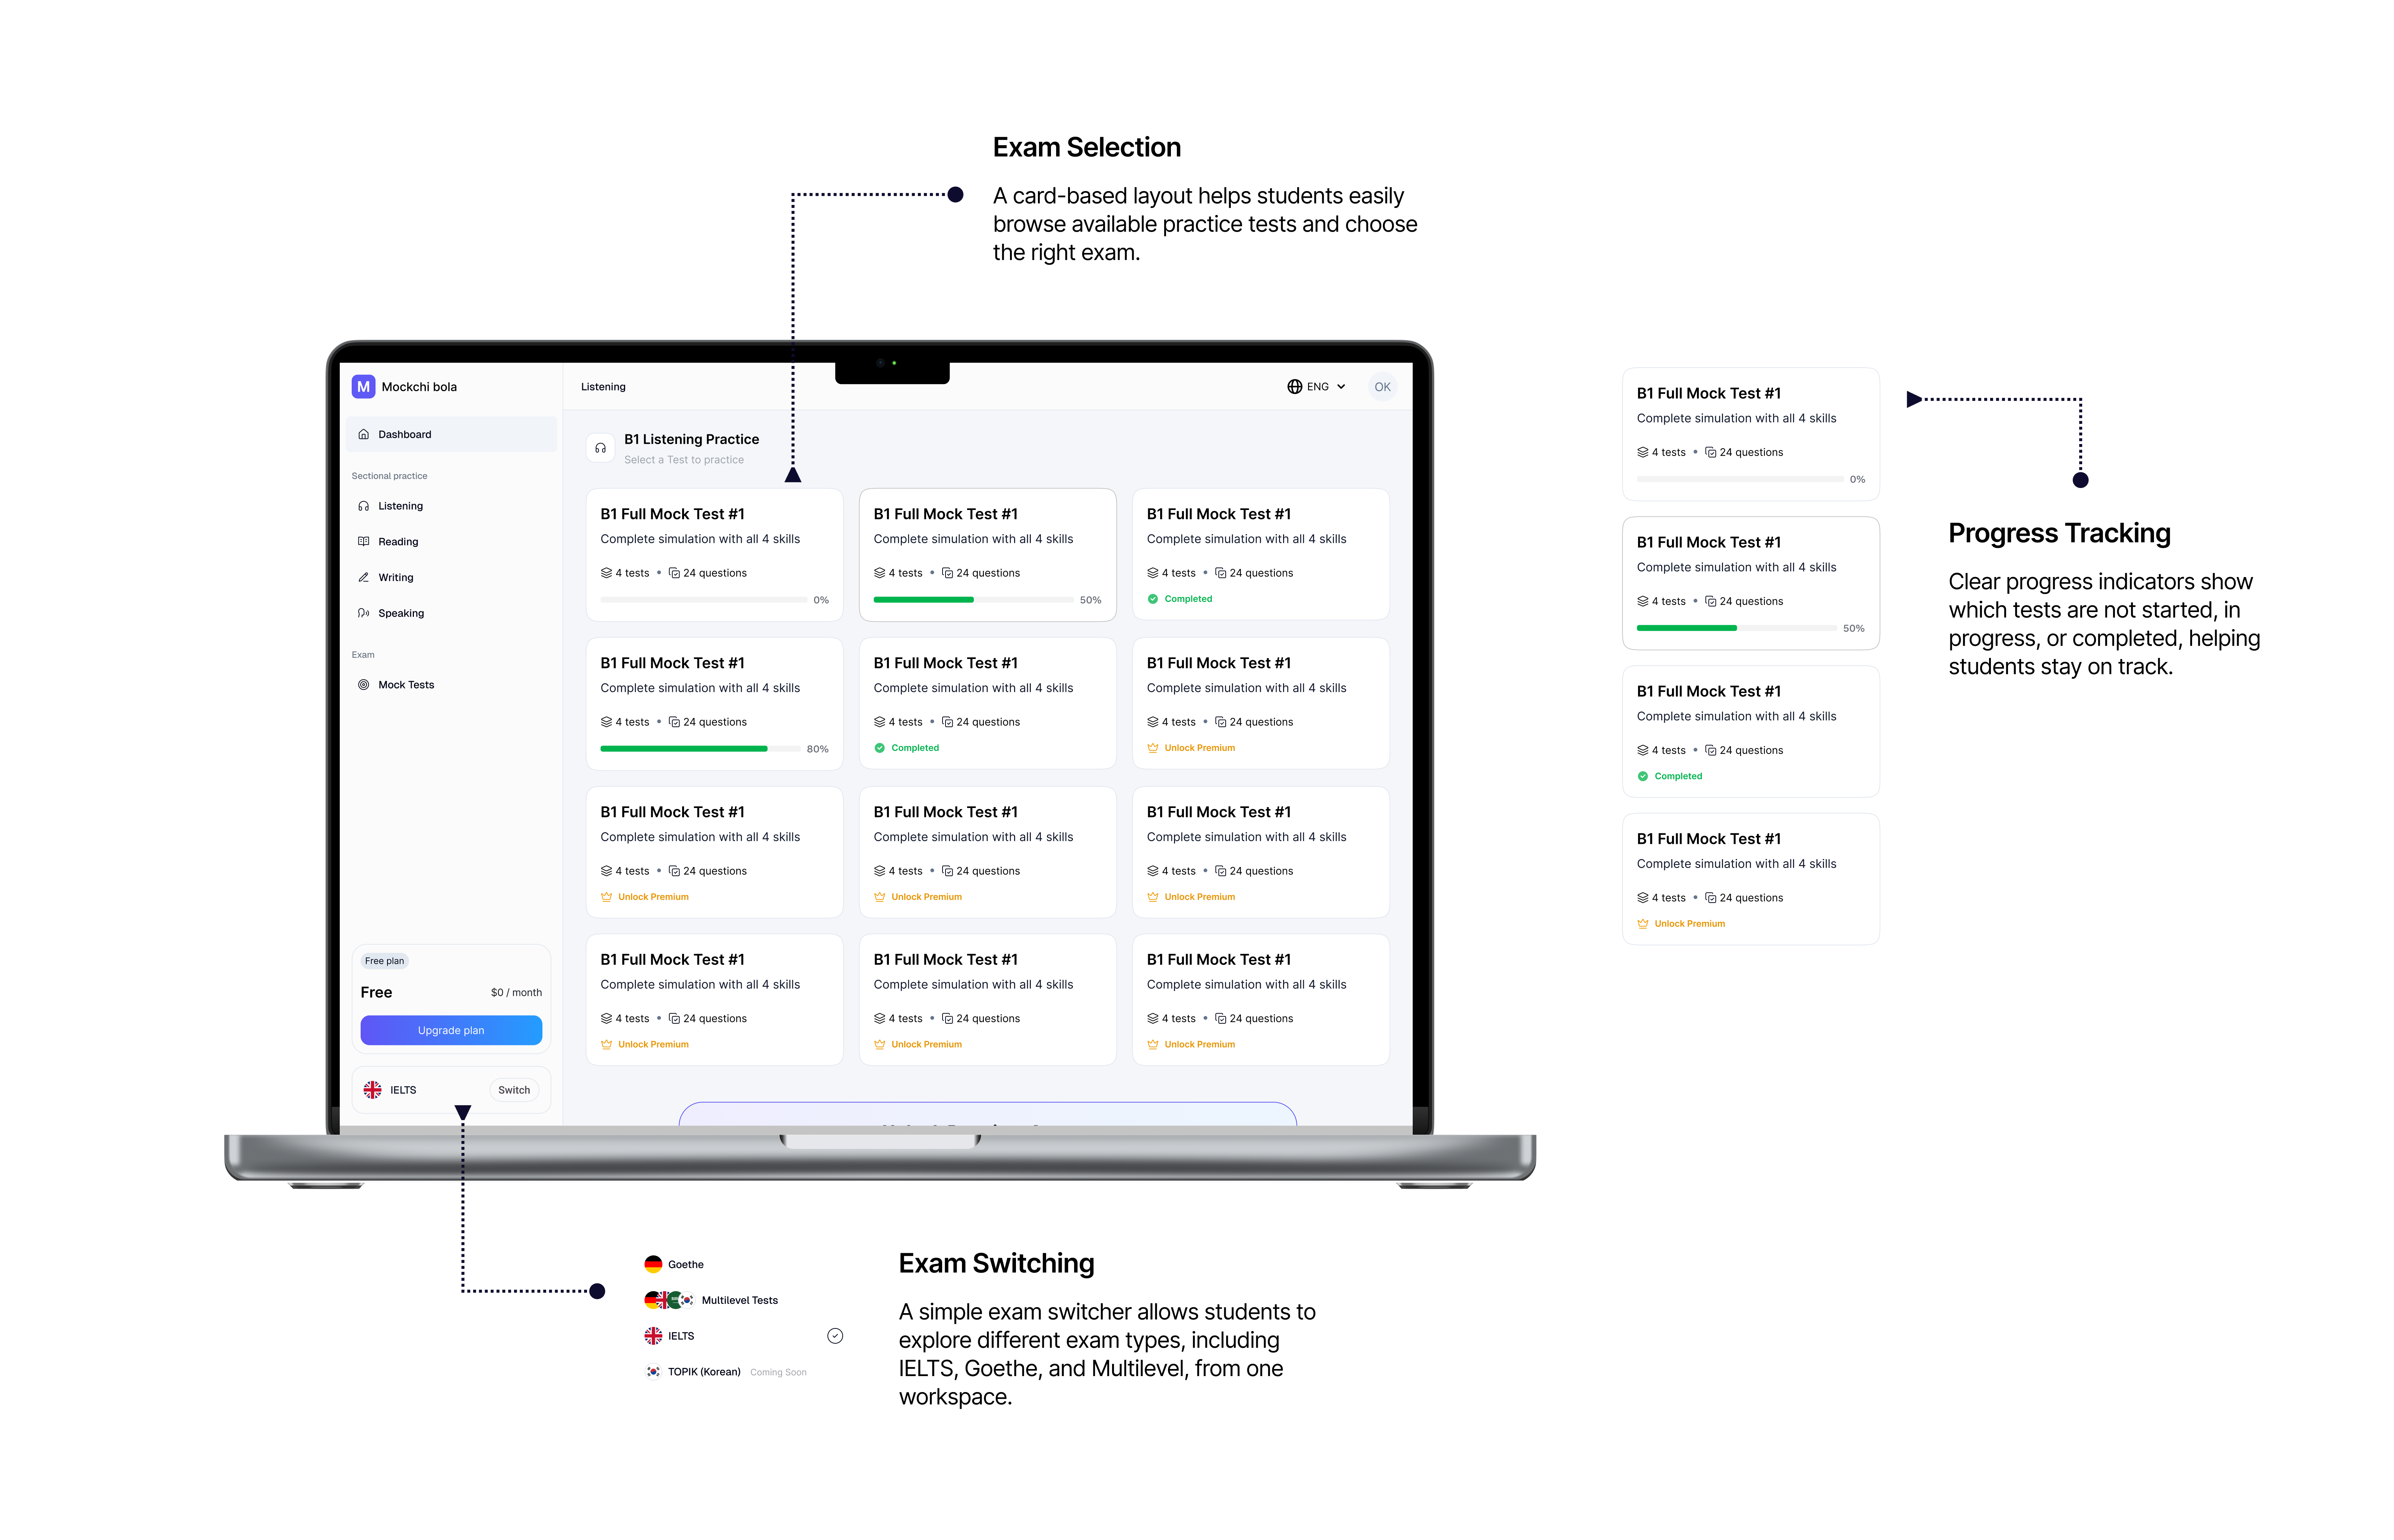 Exam Selection
A card-based layout helps students easily
browse available practice tests and choose
the right exam.
M Mockchi bola
Dashboard
Sectional practice
Listening
Reading
Writing
Speaking
Exam
Mock Tests
Free plan
Free $0 / month
Upgrade plan
IELTS Switch
Listening
ENG OK
B1 Listening Practice
Select a Test to practice
B1 Full Mock Test #1
Complete simulation with all 4 skills
4 tests • 24 questions
0%
B1 Full Mock Test #1
Complete simulation with all 4 skills
4 tests • 24 questions
50%
B1 Full Mock Test #1
Complete simulation with all 4 skills
4 tests • 24 questions
Completed
B1 Full Mock Test #1
Complete simulation with all 4 skills
4 tests • 24 questions
80%
B1 Full Mock Test #1
Complete simulation with all 4 skills
4 tests • 24 questions
Completed
B1 Full Mock Test #1
Complete simulation with all 4 skills
4 tests • 24 questions
Unlock Premium
B1 Full Mock Test #1
Complete simulation with all 4 skills
4 tests • 24 questions
Unlock Premium
B1 Full Mock Test #1
Complete simulation with all 4 skills
4 tests • 24 questions
Unlock Premium
B1 Full Mock Test #1
Complete simulation with all 4 skills
4 tests • 24 questions
Unlock Premium
B1 Full Mock Test #1
Complete simulation with all 4 skills
4 tests • 24 questions
Unlock Premium
B1 Full Mock Test #1
Complete simulation with all 4 skills
4 tests • 24 questions
Unlock Premium
B1 Full Mock Test #1
Complete simulation with all 4 skills
4 tests • 24 questions
Unlock Premium
B1 Full Mock Test #1
Complete simulation with all 4 skills
4 tests • 24 questions
0%
B1 Full Mock Test #1
Complete simulation with all 4 skills
4 tests • 24 questions
50%
B1 Full Mock Test #1
Complete simulation with all 4 skills
4 tests • 24 questions
Completed
B1 Full Mock Test #1
Complete simulation with all 4 skills
4 tests • 24 questions
Unlock Premium
Progress Tracking
Clear progress indicators show
which tests are not started, in
progress, or completed, helping
students stay on track.
Goethe
Multilevel Tests
IELTS
TOPIK (Korean) Coming Soon
Exam Switching
A simple exam switcher allows students to
explore different exam types, including
IELTS, Goethe, and Multilevel, from one
workspace.